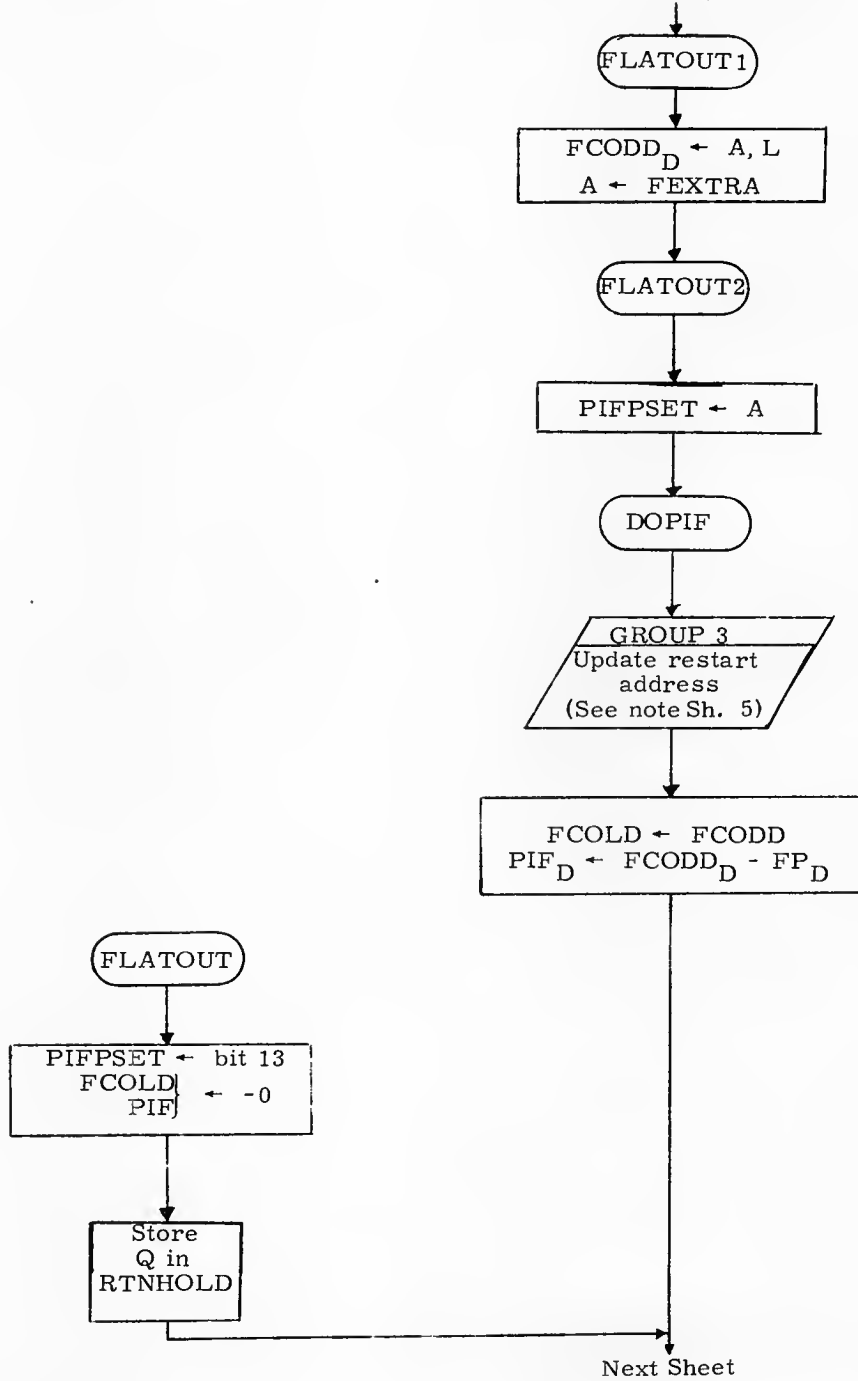 FLATOUT1
FCODD_D ← A, L
A ← FEXTRA
FLATOUT2
PIFPSET ← A
DOPIF
GROUP 3
Update restart
address
(See note Sh. 5)
FCOLD ← FCODD
PIF_D ← FCODD_D - FP_D
FLATOUT
PIFPSET ← bit 13
FCOLD
PIF} ← -0
Store
Q in
RTNHOLD
Next Sheet